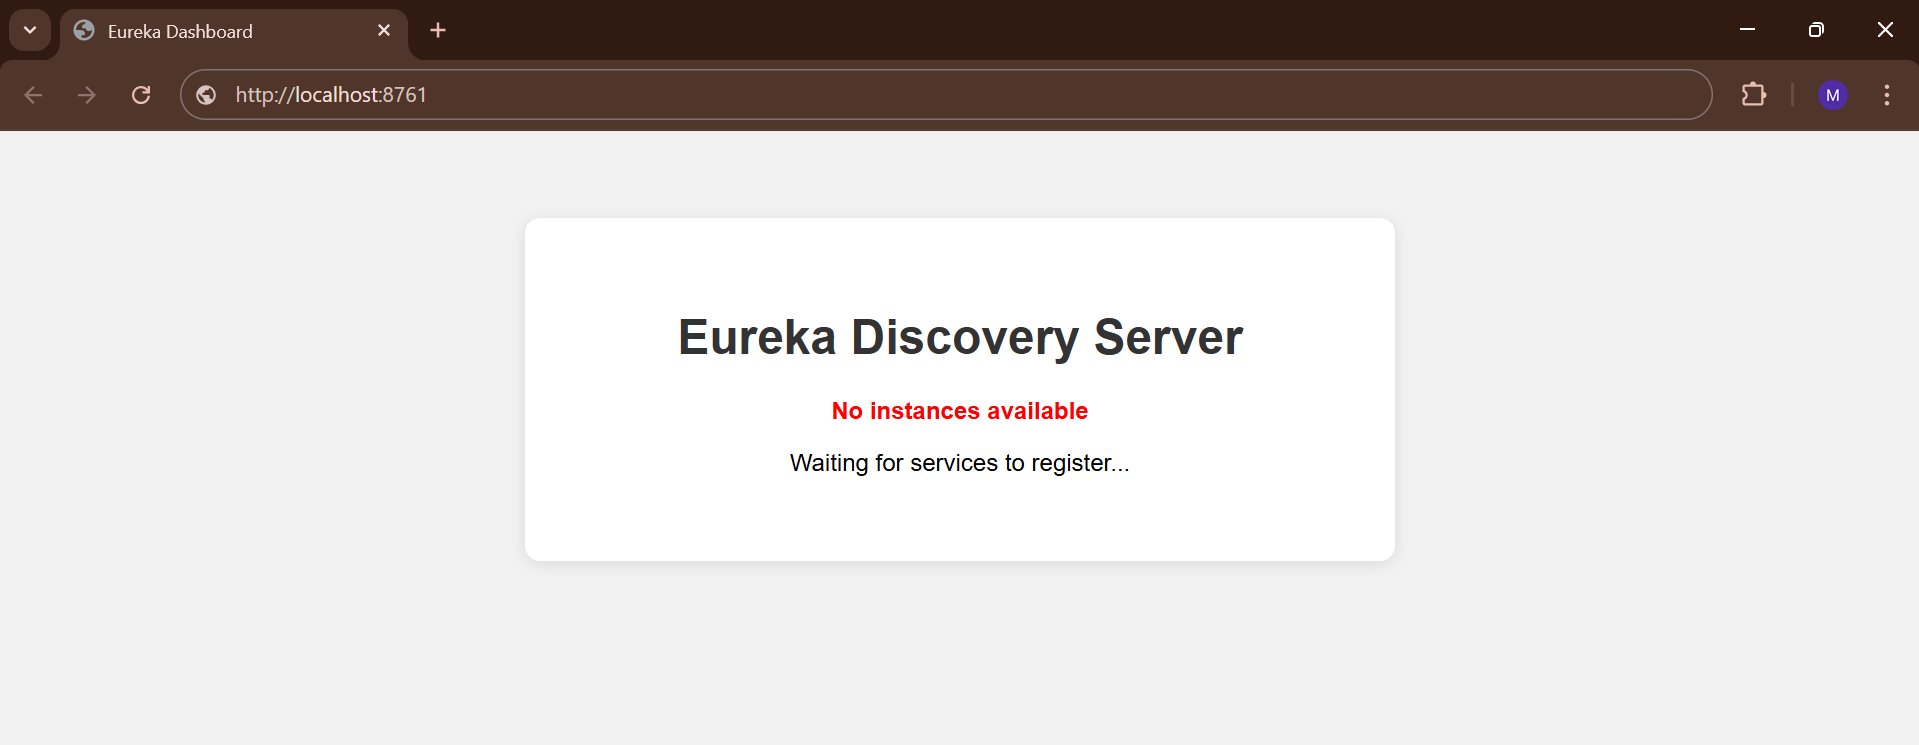 Eureka Dashboard
http://localhost:8761
M
Eureka Discovery Server
No instances available
Waiting for services to register...